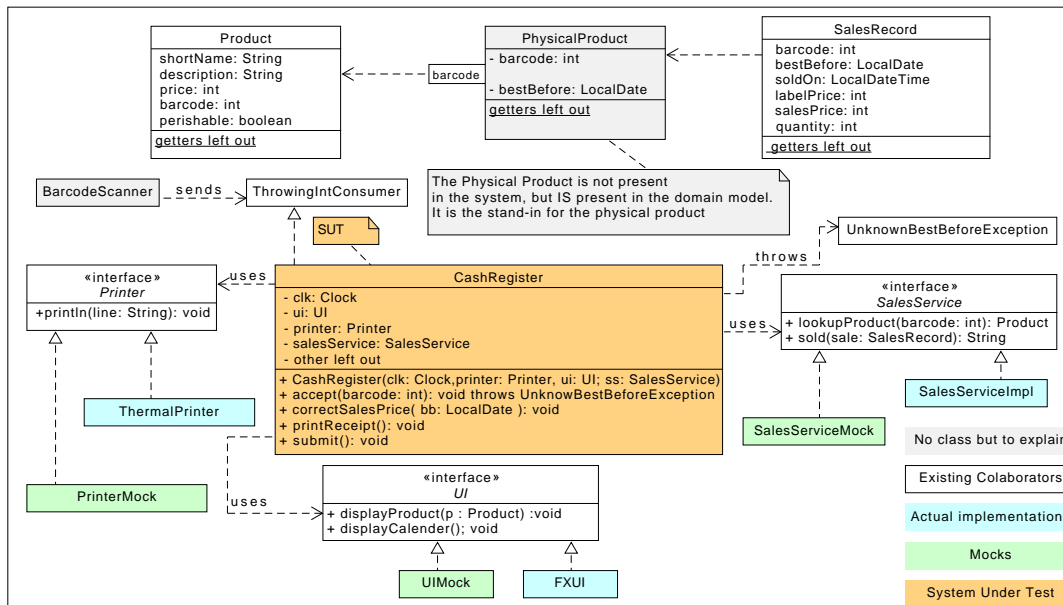 Product
shortName: String
description: String
price: int
barcode: int
perishable: boolean
getters left out
barcode
PhysicalProduct
- barcode: int
- bestBefore: LocalDate
getters left out
SalesRecord
barcode: int
bestBefore: LocalDate
soldOn: LocalDateTime
labelPrice: int
salesPrice: int
quantity: int
getters left out
BarcodeScanner
sends
ThrowingIntConsumer
The Physical Product is not present
in the system, but IS present in the domain model.
It is the stand-in for the physical product
SUT
UnknownBestBeforeException
throws
«interface»
Printer
+println(line: String): void
uses
CashRegister
- clk: Clock
- ui: UI
- printer: Printer
- salesService: SalesService
- other left out
+ CashRegister(clk: Clock,printer: Printer, ui: UI; ss: SalesService)
+ accept(barcode: int): void throws UnknowBestBeforeException
+ correctSalesPrice( bb: LocalDate ): void
+ printReceipt(): void
+ submit(): void
uses
«interface»
SalesService
+ lookupProduct(barcode: int): Product
+ sold(sale: SalesRecord): String
ThermalPrinter
SalesServiceImpl
SalesServiceMock
PrinterMock
uses
«interface»
UI
+ displayProduct(p : Product) :void
+ displayCalender(); void
UIMock
FXUI
No class but to explain
Existing Colaborators
Actual implementation
Mocks
System Under Test